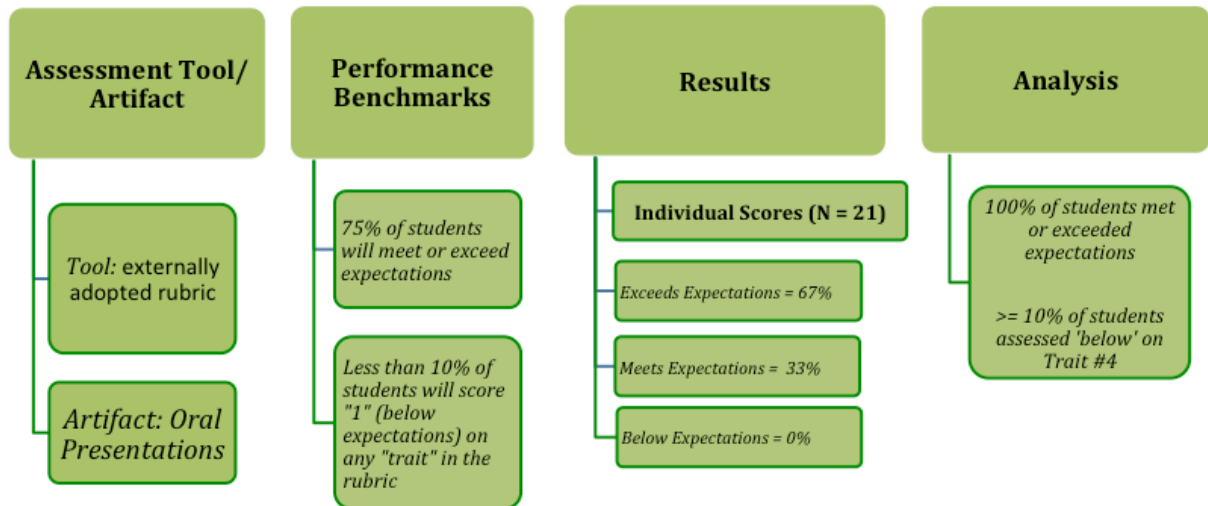 Assessment Tool/
Artifact
Tool: externally
adopted rubric
Artifact: Oral
Presentations
Performance
Benchmarks
75% of students
will meet or exceed
expectations
Less than 10% of
students will score
"1" (below
expectations) on
any "trait" in the
rubric
Results
Individual Scores (N = 21)
Exceeds Expectations = 67%
Meets Expectations = 33%
Below Expectations = 0%
Analysis
100% of students met
or exceeded
expectations
>= 10% of students
assessed 'below' on
Trait #4